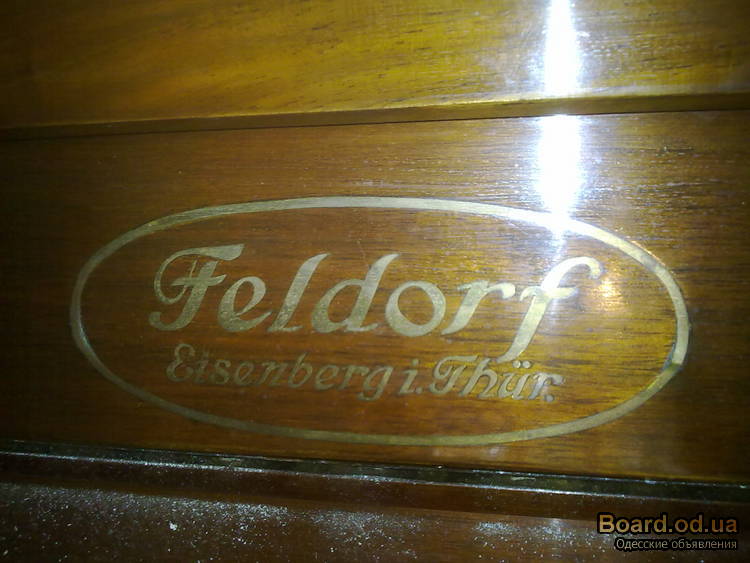 Feldorf
Eisenberg i. Thür.
Board.od.ua
Одесские объявления